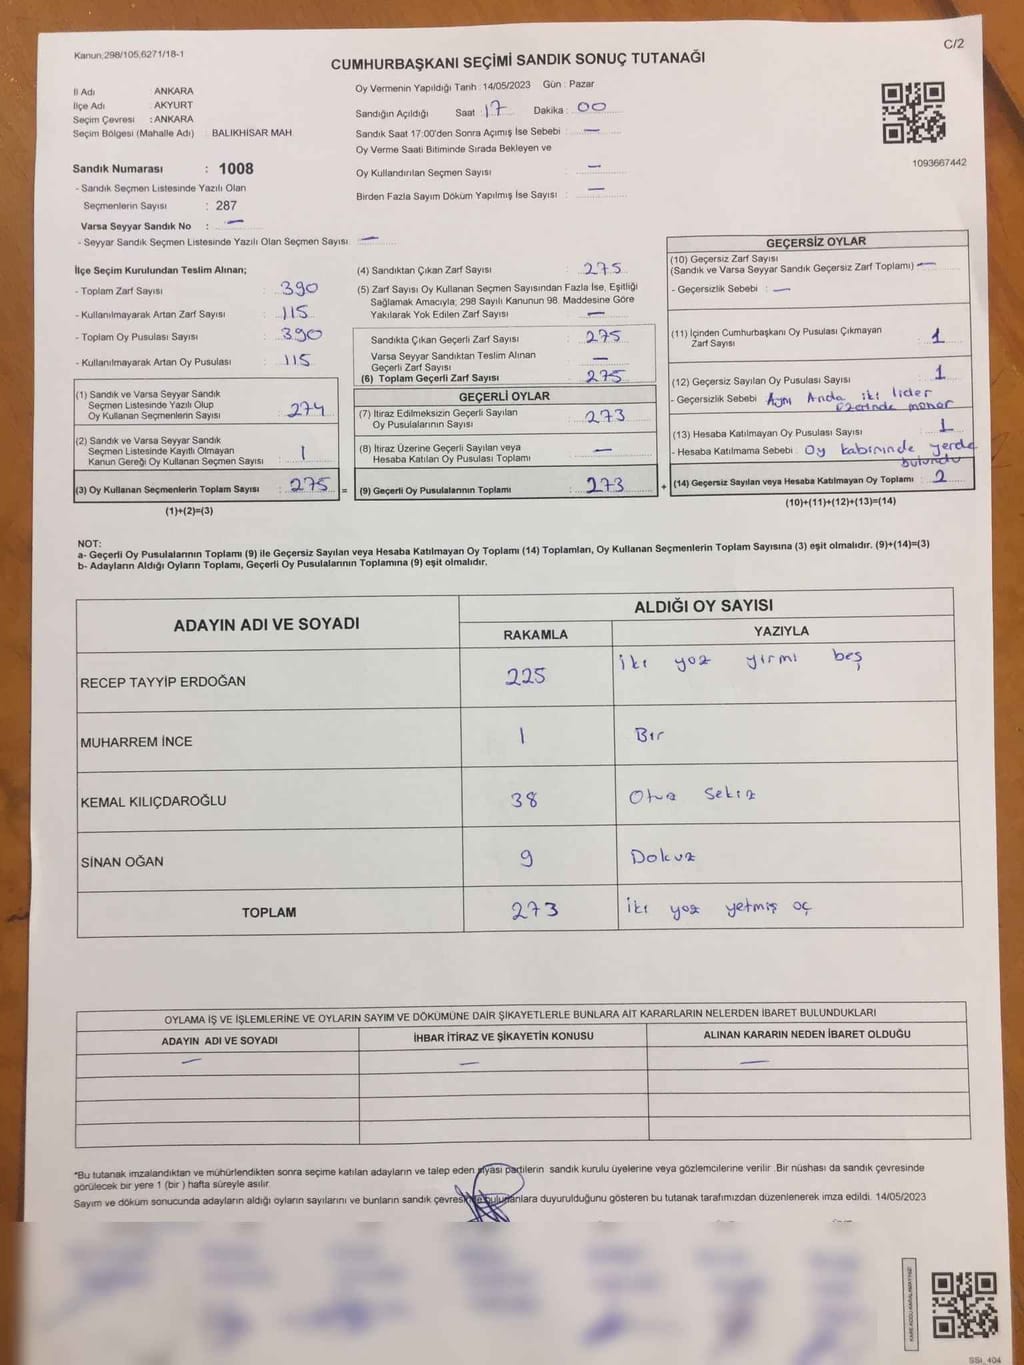 Kanun:298/105,6271/18-1
C/2
CUMHURBAŞKANI SEÇİMİ SANDIK SONUÇ TUTANAĞI
İl Adı ANKARA
İlçe Adı : AKYURT
Seçim Çevresi : ANKARA
Seçim Bölgesi (Mahalle Adı) : BALIKHİSAR MAH.
Oy Vermenin Yapıldığı Tarih : 14/05/2023 Gün : Pazar
Sandığın Açıldığı Saat : 17 Dakika : 00
Sandık Saat 17:00'den Sonra Açımış İse Sebebi : —
Oy Verme Saati Bitiminde Sırada Bekleyen ve
Oy Kullandırılan Seçmen Sayısı : —
Birden Fazla Sayım Döküm Yapılmış İse Sayısı : —
1093667442
Sandık Numarası : 1008
- Sandık Seçmen Listesinde Yazılı Olan
Seçmenlerin Sayısı : 287
Varsa Seyyar Sandık No : —
- Seyyar Sandık Seçmen Listesinde Yazılı Olan Seçmen Sayısı : —
İlçe Seçim Kurulundan Teslim Alınan;
- Toplam Zarf Sayısı : 390
- Kullanılmayarak Artan Zarf Sayısı : 115
- Toplam Oy Pusulası Sayısı : 390
- Kullanılmayarak Artan Oy Pusulası : 115
(1) Sandık ve Varsa Seyyar Sandık
Seçmen Listesinde Yazılı Olup
Oy Kullanan Seçmenlerin Sayısı : 274
(2) Sandık ve Varsa Seyyar Sandık
Seçmen Listesinde Kayıtlı Olmayan
Kanun Gereği Oy Kullanan Seçmen Sayısı : 1
(3) Oy Kullanan Seçmenlerin Toplam Sayısı : 275 =
(1)+(2)=(3)
(4) Sandıktan Çıkan Zarf Sayısı : 275
(5) Zarf Sayısı Oy Kullanan Seçmen Sayısından Fazla İse, Eşitliği
Sağlamak Amacıyla; 298 Sayılı Kanunun 98. Maddesine Göre
Yakılarak Yok Edilen Zarf Sayısı : —
Sandıkta Çıkan Geçerli Zarf Sayısı : 275
Varsa Seyyar Sandıktan Teslim Alınan
Geçerli Zarf Sayısı : —
(6) Toplam Geçerli Zarf Sayısı : 275
GEÇERLİ OYLAR
(7) İtiraz Edilmeksizin Geçerli Sayılan
Oy Pusulalarının Sayısı : 273
(8) İtiraz Üzerine Geçerli Sayılan veya
Hesaba Katılan Oy Pusulası Toplamı : —
(9) Geçerli Oy Pusulalarının Toplamı : 273 +
GEÇERSİZ OYLAR
(10) Geçersiz Zarf Sayısı
(Sandık ve Varsa Seyyar Sandık Geçersiz Zarf Toplamı) —
- Geçersizlik Sebebi : —
(11) İçinden Cumhurbaşkanı Oy Pusulası Çıkmayan
Zarf Sayısı : 1
(12) Geçersiz Sayılan Oy Pusulası Sayısı : 1
- Geçersizlik Sebebi : Aynı Anda iki lider
üzerinde mühür
(13) Hesaba Katılmayan Oy Pusulası Sayısı : 1
- Hesaba Katılmama Sebebi : Oy kabininde yerde
bulundu
(14) Geçersiz Sayılan veya Hesaba Katılmayan Oy Toplamı : 2
(10)+(11)+(12)+(13)=(14)
NOT:
a- Geçerli Oy Pusulalarının Toplamı (9) ile Geçersiz Sayılan veya Hesaba Katılmayan Oy Toplamı (14) Toplamları, Oy Kullanan Seçmenlerin Toplam Sayısına (3) eşit olmalıdır. (9)+(14)=(3)
b- Adayların Aldığı Oyların Toplamı, Geçerli Oy Pusulalarının Toplamına (9) eşit olmalıdır.
ADAYIN ADI VE SOYADI
ALDIĞI OY SAYISI
RAKAMLA YAZIYLA
RECEP TAYYİP ERDOĞAN 225 iki yüz yirmi beş
MUHARREM İNCE 1 Bir
KEMAL KILIÇDAROĞLU 38 Otuz Sekiz
SİNAN OĞAN 9 Dokuz
TOPLAM 273 iki yüz yetmiş üç
OYLAMA İŞ VE İŞLEMLERİNE VE OYLARIN SAYIM VE DÖKÜMÜNE DAİR ŞİKAYETLERLE BUNLARA AİT KARARLARIN NELERDEN İBARET BULUNDUKLARI
ADAYIN ADI VE SOYADI İHBAR İTİRAZ VE ŞİKAYETİN KONUSU ALINAN KARARIN NEDEN İBARET OLDUĞU
— — —
*Bu tutanak imzalandıktan ve mühürlendikten sonra seçime katılan adayların ve talep eden siyasi partilerin sandık kurulu üyelerine veya gözlemcilerine verilir .Bir nüshası da sandık çevresinde
görülecek bir yere 1 (bir ) hafta süreyle asılır.
Sayım ve döküm sonucunda adayların aldığı oyların sayılarını ve bunların sandık çevresinde bulunanlara duyurulduğunu gösteren bu tutanak tarafımızdan düzenlenerek imza edildi. 14/05/2023
SSI_404